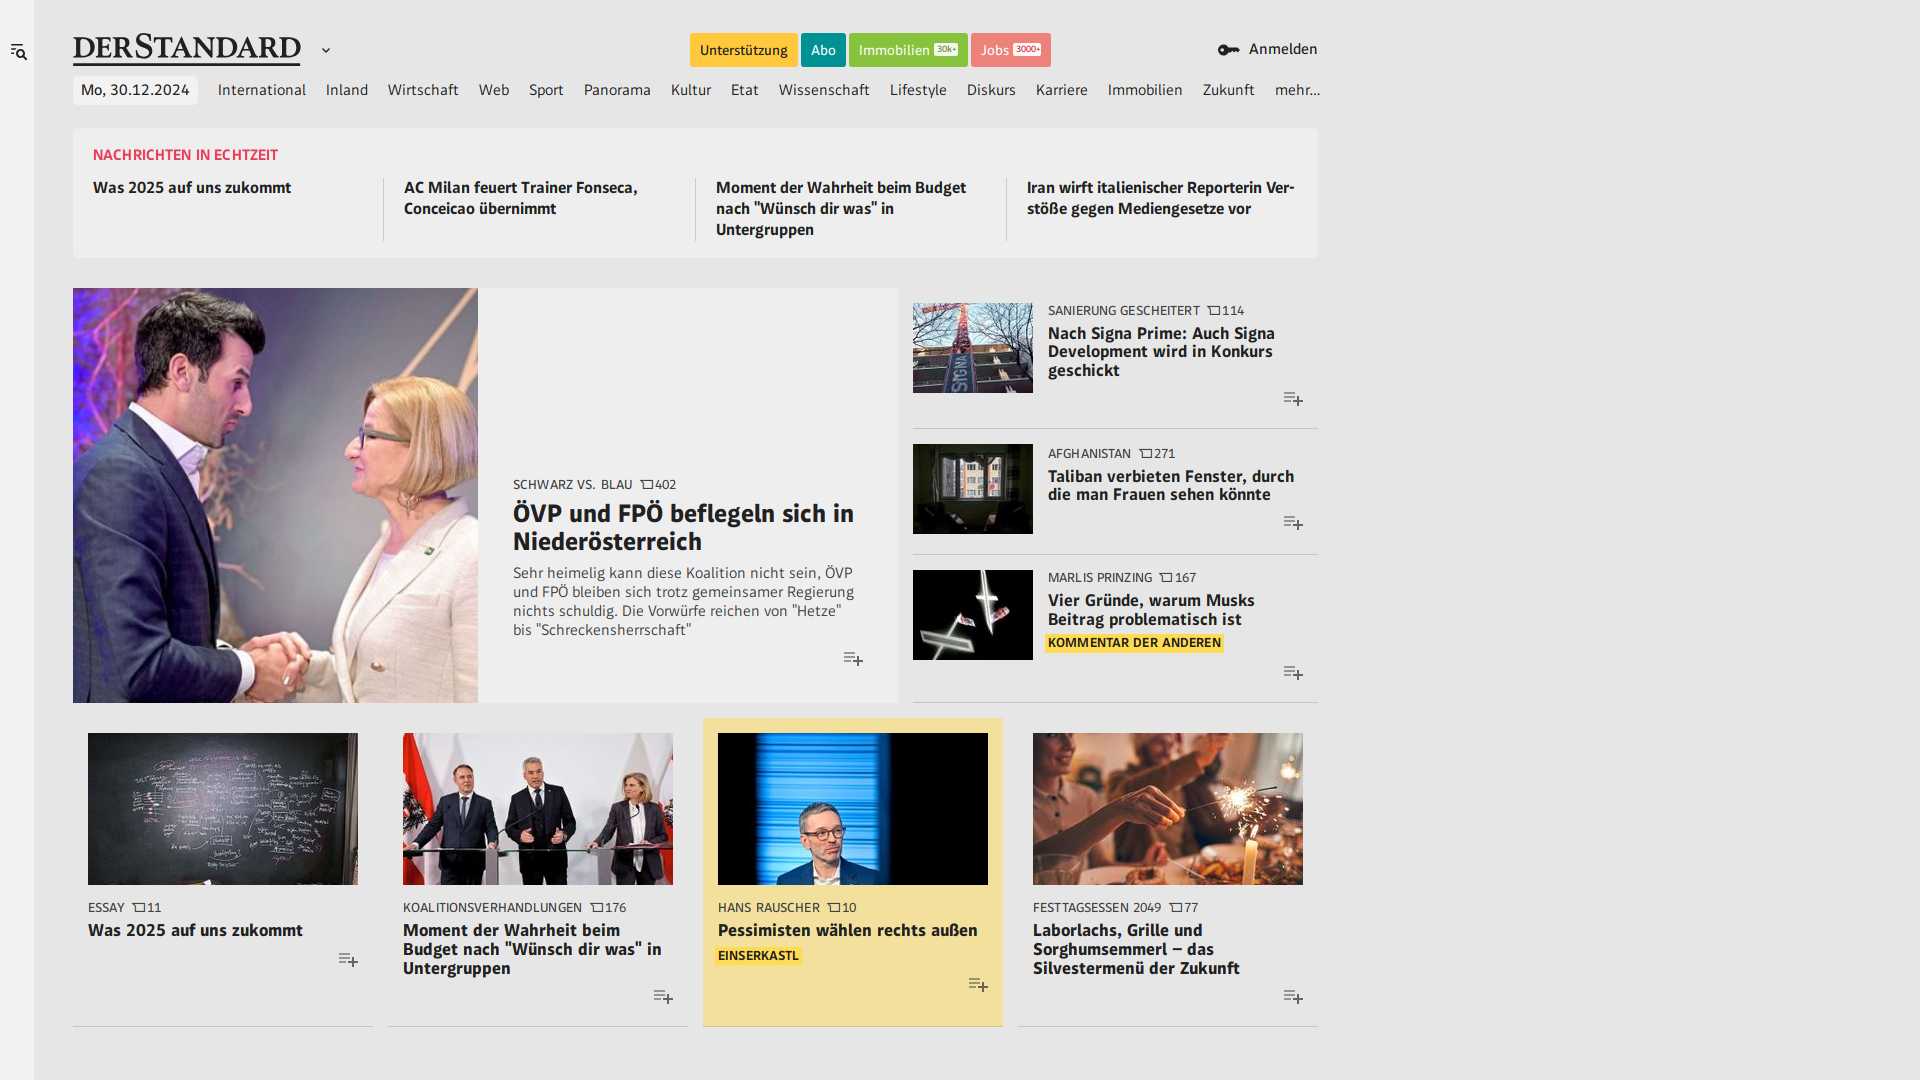 DERSTANDARD
Unterstützung
Abo
Immobilien 30k+
Jobs 3000+
Anmelden
Mo, 30.12.2024
International
Inland
Wirtschaft
Web
Sport
Panorama
Kultur
Etat
Wissenschaft
Lifestyle
Diskurs
Karriere
Immobilien
Zukunft
mehr...
NACHRICHTEN IN ECHTZEIT
Was 2025 auf uns zukommt
AC Milan feuert Trainer Fonseca,
Conceicao übernimmt
Moment der Wahrheit beim Budget
nach "Wünsch dir was" in
Untergruppen
Iran wirft italienischer Reporterin Ver-
stöße gegen Mediengesetze vor
SCHWARZ VS. BLAU 402
ÖVP und FPÖ beflegeln sich in
Niederösterreich
Sehr heimelig kann diese Koalition nicht sein, ÖVP
und FPÖ bleiben sich trotz gemeinsamer Regierung
nichts schuldig. Die Vorwürfe reichen von "Hetze"
bis "Schreckensherrschaft"
SIGNA
SANIERUNG GESCHEITERT 114
Nach Signa Prime: Auch Signa
Development wird in Konkurs
geschickt
AFGHANISTAN 271
Taliban verbieten Fenster, durch
die man Frauen sehen könnte
MARLIS PRINZING 167
Vier Gründe, warum Musks
Beitrag problematisch ist
KOMMENTAR DER ANDEREN
ESSAY 11
Was 2025 auf uns zukommt
KOALITIONSVERHANDLUNGEN 176
Moment der Wahrheit beim
Budget nach "Wünsch dir was" in
Untergruppen
HANS RAUSCHER 10
Pessimisten wählen rechts außen
EINSERKASTL
FESTTAGSESSEN 2049 77
Laborlachs, Grille und
Sorghumsemmerl – das
Silvestermenü der Zukunft